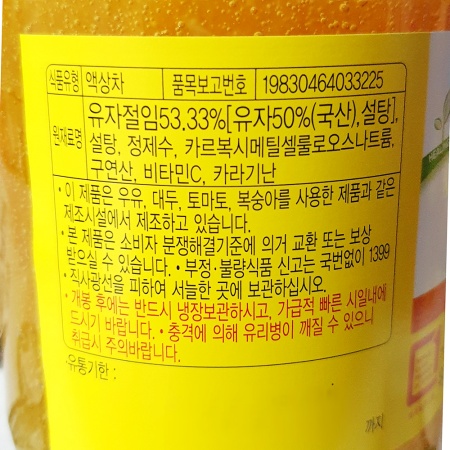 식품유형 액상차 품목보고번호 19830464033225
원재료명 유자절임53.33%[유자50%(국산),설탕],
설탕, 정제수, 카르복시메틸셀룰로오스나트륨,
구연산, 비타민C, 카라기난
• 이 제품은 우유, 대두, 토마토, 복숭아를 사용한 제품과 같은
제조시설에서 제조하고 있습니다.
• 본 제품은 소비자 분쟁해결기준에 의거 교환 또는 보상
받으실 수 있습니다. • 부정·불량식품 신고는 국번없이 1399
• 직사광선을 피하여 서늘한 곳에 보관하십시오.
• 개봉 후에는 반드시 냉장보관하시고, 가급적 빠른 시일내에
드시기 바랍니다. • 충격에 의해 유리병이 깨질 수 있으니
취급시 주의바랍니다.
•유통기한 :
까지